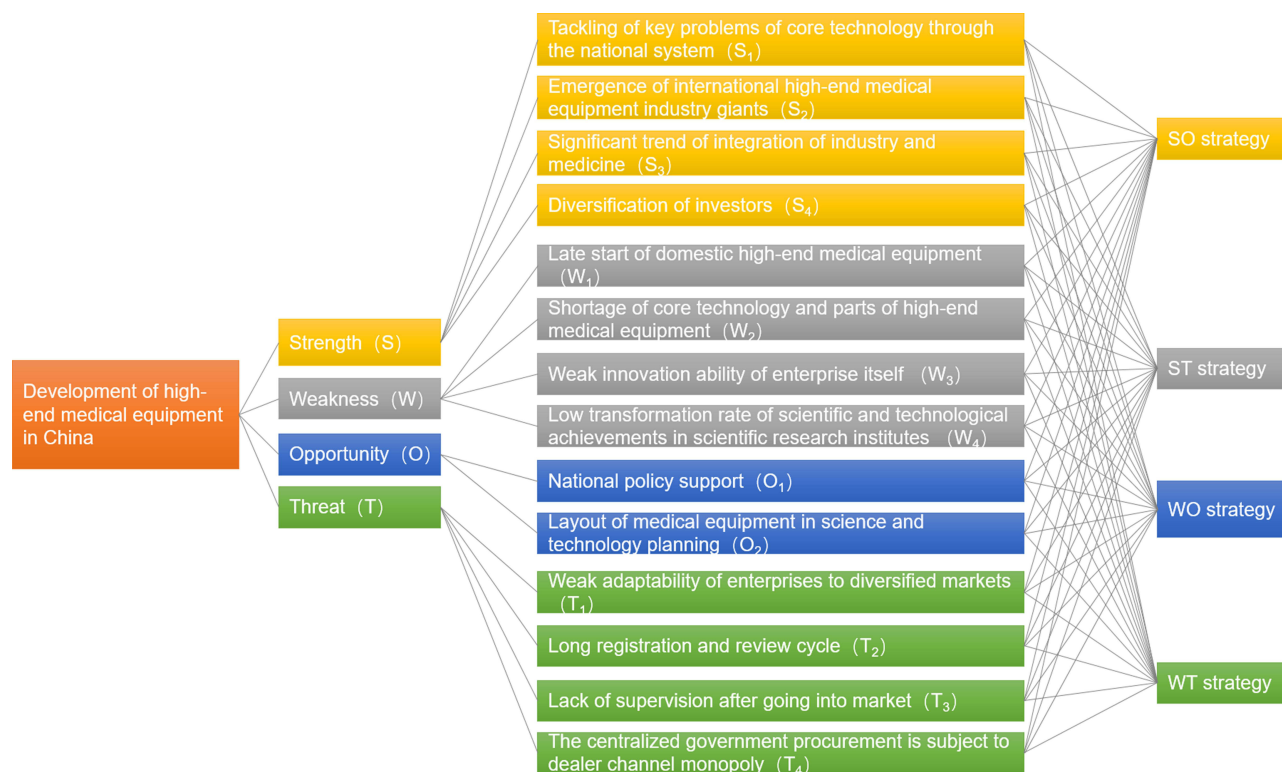 Development of high-
end medical equipment
in China
Strength（S）
Weakness（W）
Opportunity（O）
Threat（T）
Tackling of key problems of core technology through
the national system（S₁）
Emergence of international high-end medical
equipment industry giants（S₂）
Significant trend of integration of industry and
medicine（S₃）
Diversification of investors（S₄）
Late start of domestic high-end medical equipment
（W₁）
Shortage of core technology and parts of high-end
medical equipment（W₂）
Weak innovation ability of enterprise itself（W₃）
Low transformation rate of scientific and technological
achievements in scientific research institutes（W₄）
National policy support（O₁）
Layout of medical equipment in science and
technology planning（O₂）
Weak adaptability of enterprises to diversified markets
（T₁）
Long registration and review cycle（T₂）
Lack of supervision after going into market（T₃）
The centralized government procurement is subject to
dealer channel monopoly（T₄）
SO strategy
ST strategy
WO strategy
WT strategy